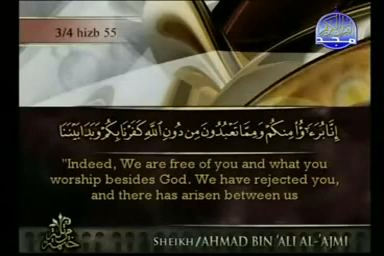 3/4 hizb 55
المجد
إِنَّا بُرَءَٰٓؤُا۟ مِنكُمْ وَمِمَّا تَعْبُدُونَ مِن دُونِ ٱللَّهِ كَفَرْنَا بِكُمْ وَبَدَا بَيْنَنَا
"Indeed, We are free of you and what you
worship besides God. We have rejected you,
and there has arisen between us
SHEIKH/AHMAD BIN 'ALI AL-'AJMI